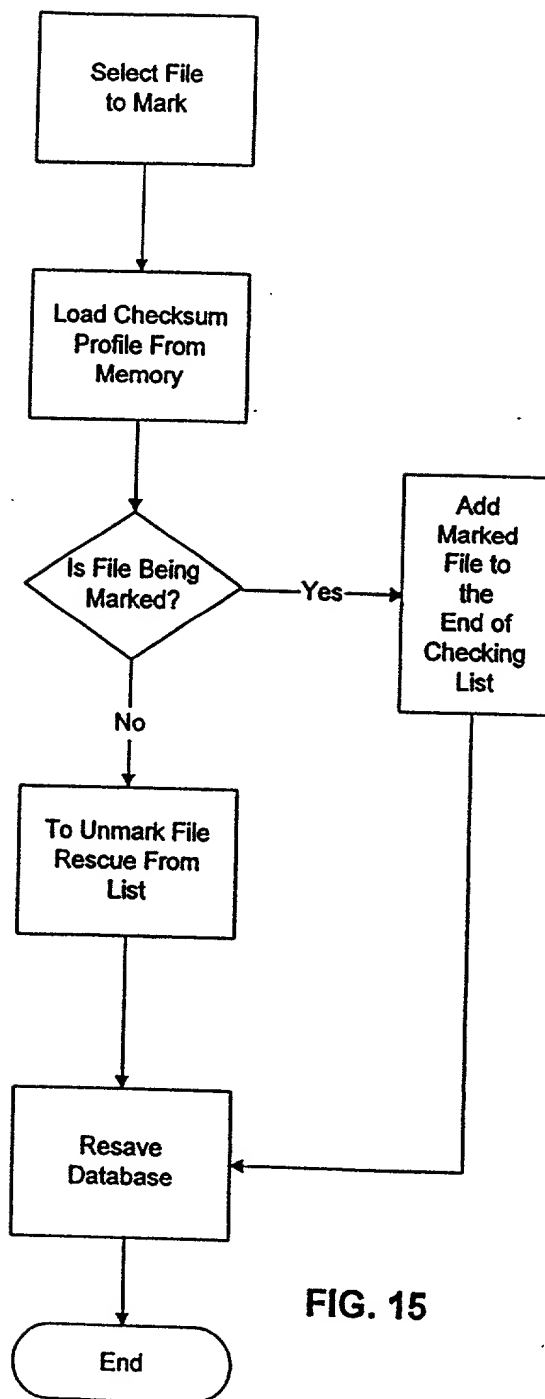 Select File
to Mark
Load Checksum
Profile From
Memory
Is File Being
Marked?
Yes
Add
Marked
File to
the
End of
Checking
List
No
To Unmark File
Rescue From
List
Resave
Database
End
FIG. 15